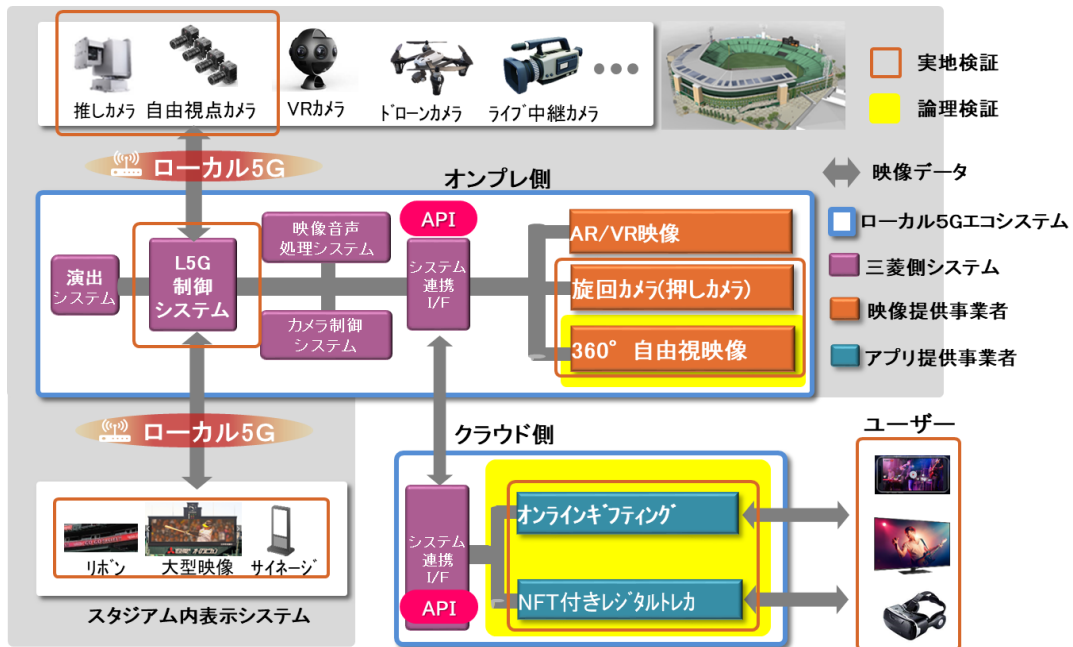 推しカメラ
自由視点カメラ
VRカメラ
ドローンカメラ
ライブ中継カメラ
実地検証
論理検証
映像データ
ローカル5Gエコシステム
三菱側システム
映像提供事業者
アプリ提供事業者
ローカル5G
オンプレ側
演出
システム
L5G
制御
システム
映像音声
処理システム
カメラ制御
システム
API
システム
連携
I/F
AR/VR映像
旋回カメラ(押しカメラ)
360°自由視映像
ローカル5G
リボン
大型映像
サイネージ
スタジアム内表示システム
クラウド側
システム
連携
I/F
API
オンラインギフティング
NFT付きレジタルトレカ
ユーザー